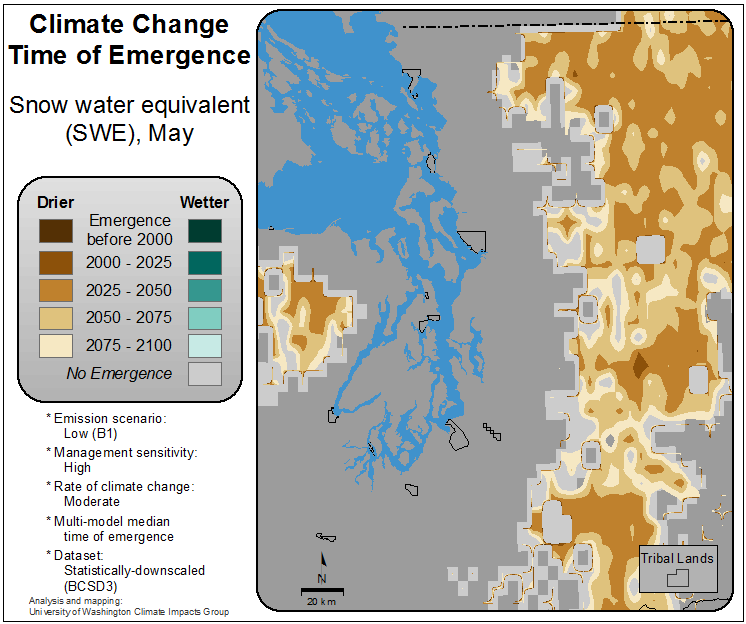 Climate Change
Time of Emergence
Snow water equivalent
(SWE), May
Drier
Wetter
Emergence
before 2000
2000 - 2025
2025 - 2050
2050 - 2075
2075 - 2100
No Emergence
* Emission scenario:
Low (B1)
* Management sensitivity:
High
* Rate of climate change:
Moderate
* Multi-model median
time of emergence
* Dataset:
Statistically-downscaled
(BCSD3)
Analysis and mapping:
University of Washington Climate Impacts Group
N
20 km
Tribal Lands